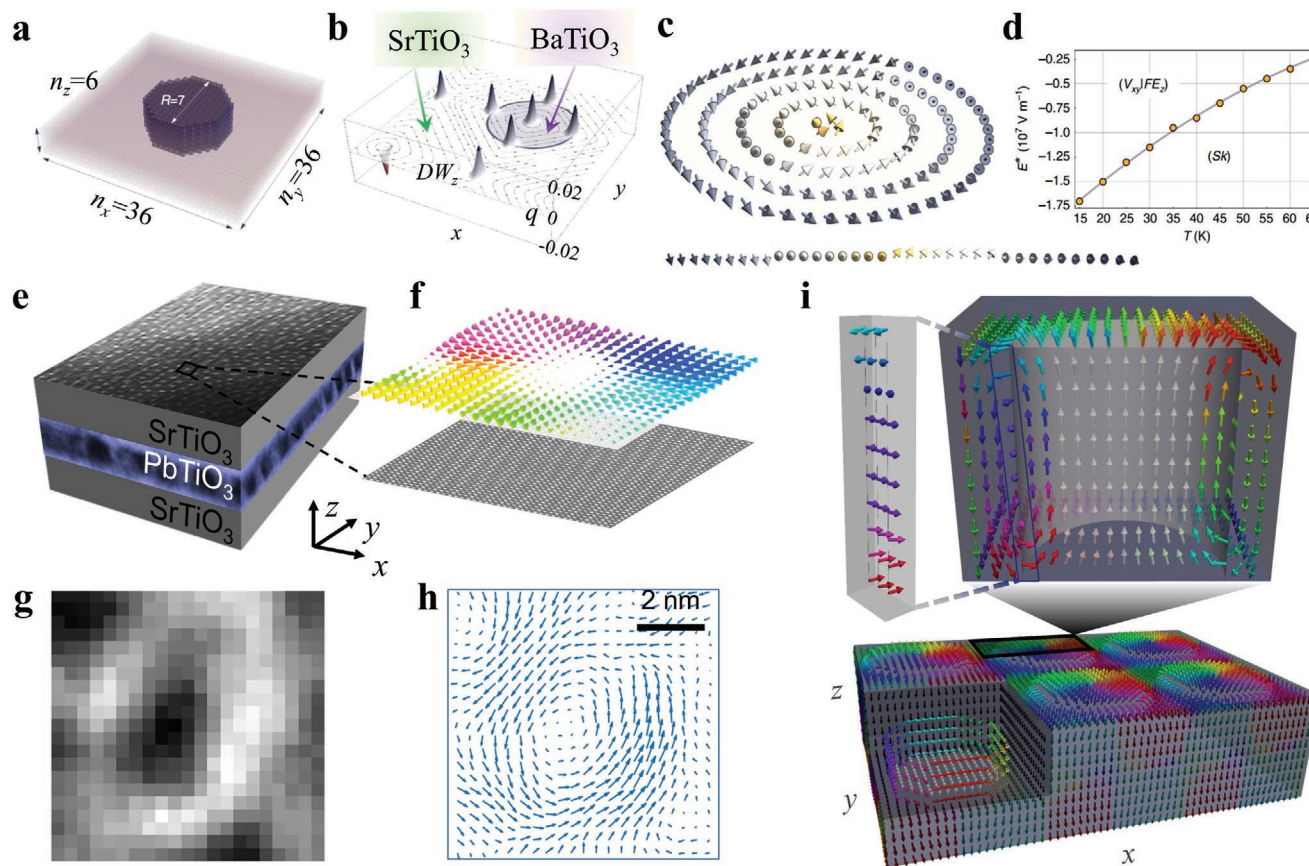 a
n_z=6
R=7
n_x=36
n_y=36
b
SrTiO₃
BaTiO₃
DW_z
0.02
q 0
-0.02
x
y
c
d
−0.25
−0.5
−0.75
−1.0
−1.25
−1.5
−1.75
E* (10⁷ V m⁻¹)
(V_xy|FE_z)
(Sk)
15 20 25 30 35 40 45 50 55 60
T (K)
e
SrTiO₃
PbTiO₃
SrTiO₃
z
y
x
f
g
h
2 nm
i
z
y
x